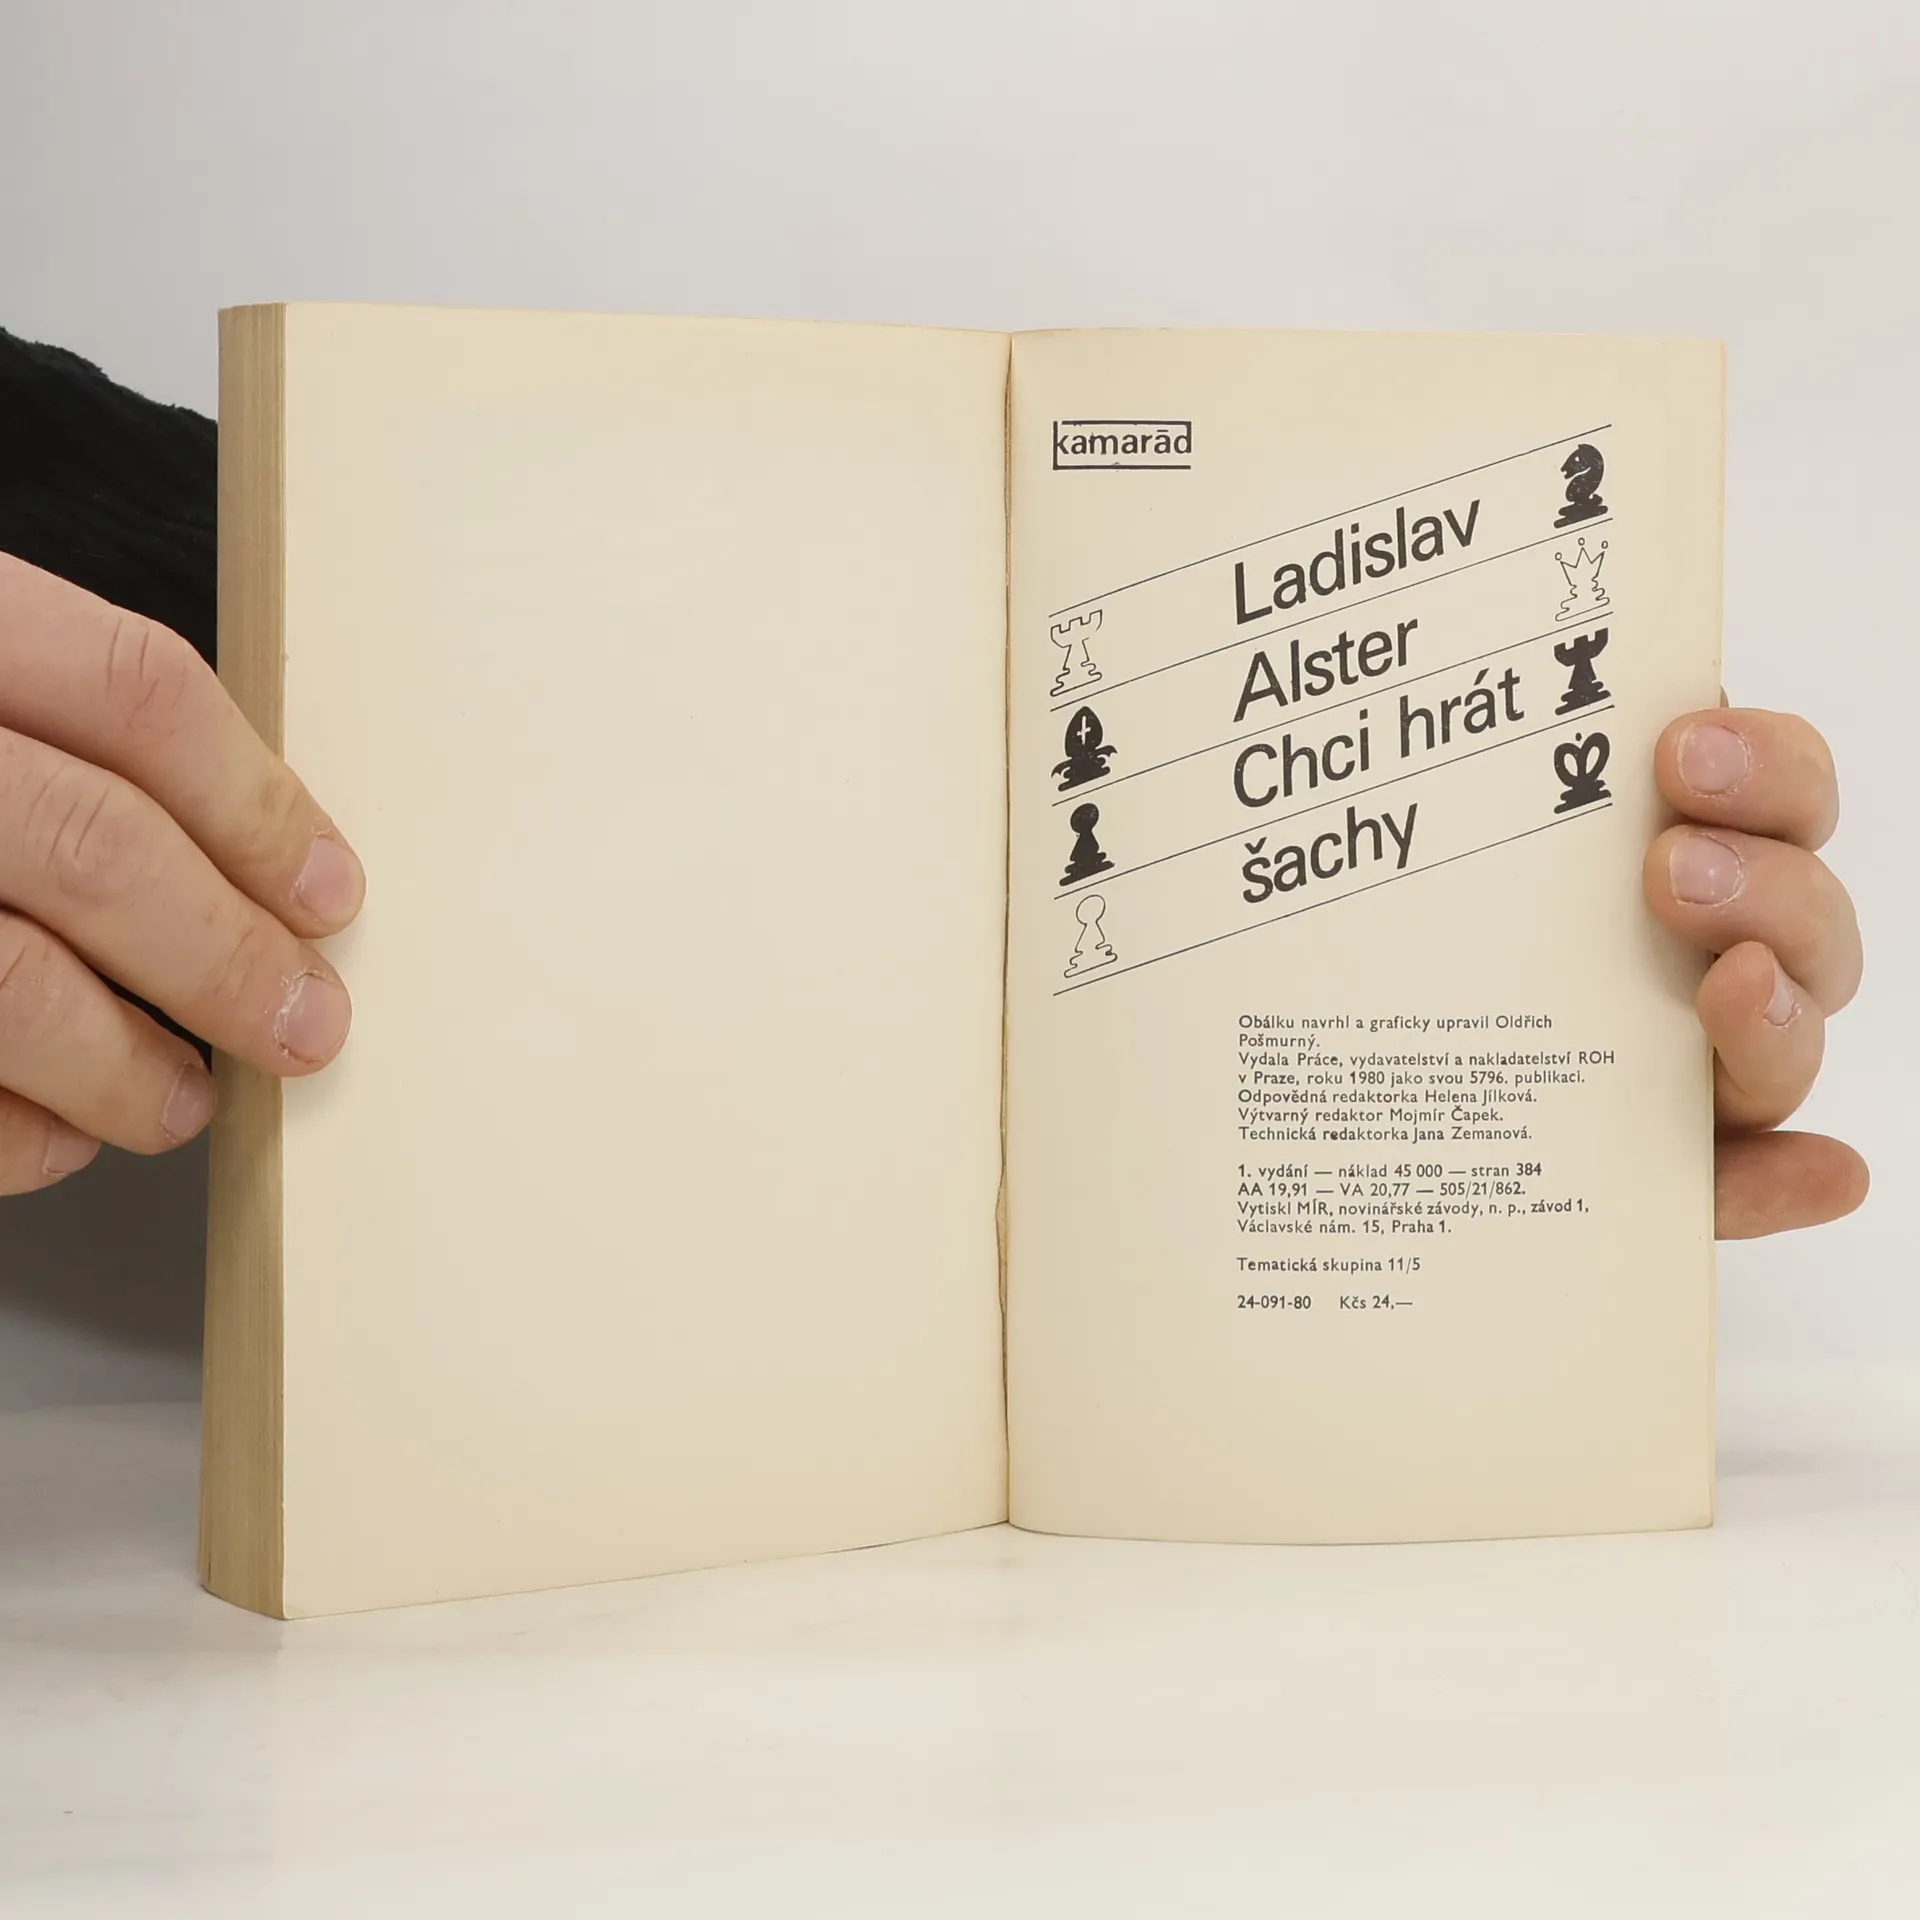 kamarád
Ladislav
Alster
Chci hrát
šachy
Obálku navrhl a graficky upravil Oldřich
Pošmurný.
Vydala Práce, vydavatelství a nakladatelství ROH
v Praze, roku 1980 jako svou 5796. publikaci.
Odpovědná redaktorka Helena Jílková.
Výtvarný redaktor Mojmír Čapek.
Technická redaktorka Jana Zemanová.
1. vydání — náklad 45 000 — stran 384
AA 19,91 — VA 20,77 — 505/21/862.
Vytiskl MÍR, novinářské závody, n. p., závod 1,
Václavské nám. 15, Praha 1.
Tematická skupina 11/5
24-091-80 Kčs 24,—